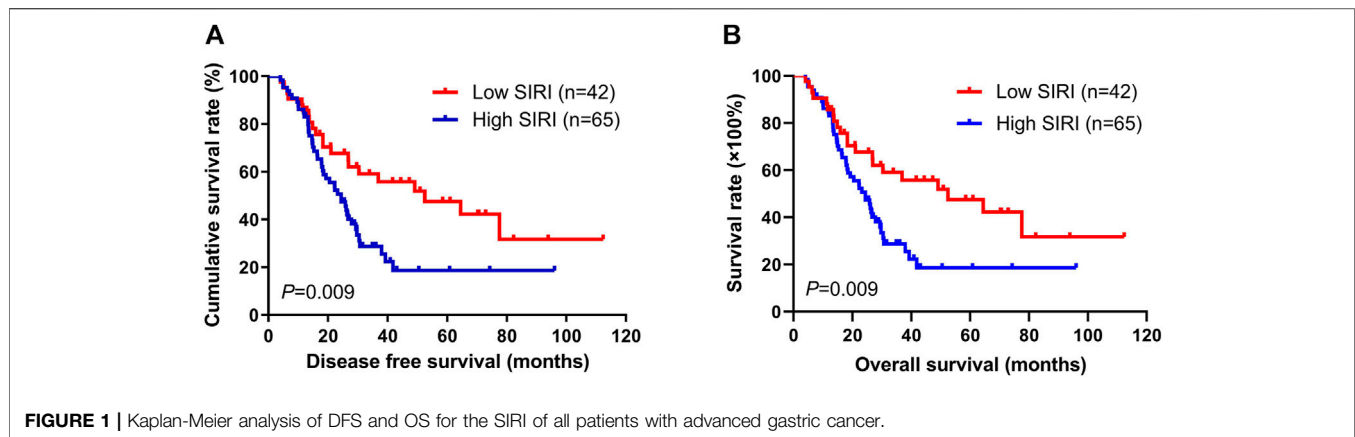 A
Cumulative survival rate (%)
100
80
60
40
20
0
Low SIRI (n=42)
High SIRI (n=65)
P=0.009
0 20 40 60 80 100 120
Disease free survival (months)
B
Survival rate (×100%)
100
80
60
40
20
0
Low SIRI (n=42)
High SIRI (n=65)
P=0.009
0 20 40 60 80 100 120
Overall survival (months)
FIGURE 1 | Kaplan-Meier analysis of DFS and OS for the SIRI of all patients with advanced gastric cancer.